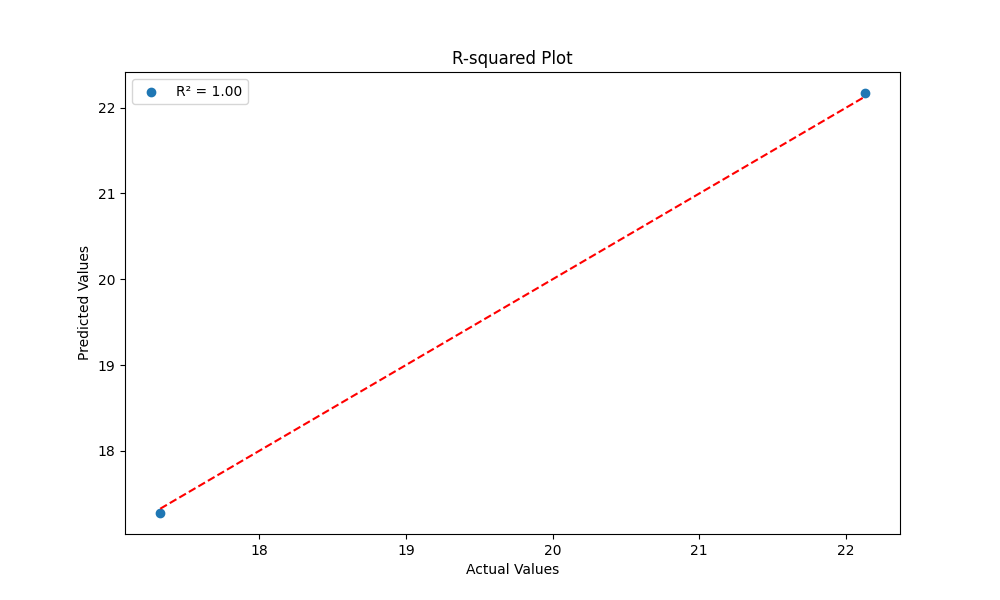 R-squared Plot
R² = 1.00
22
21
20
19
18
Predicted Values
18 19 20 21 22
Actual Values